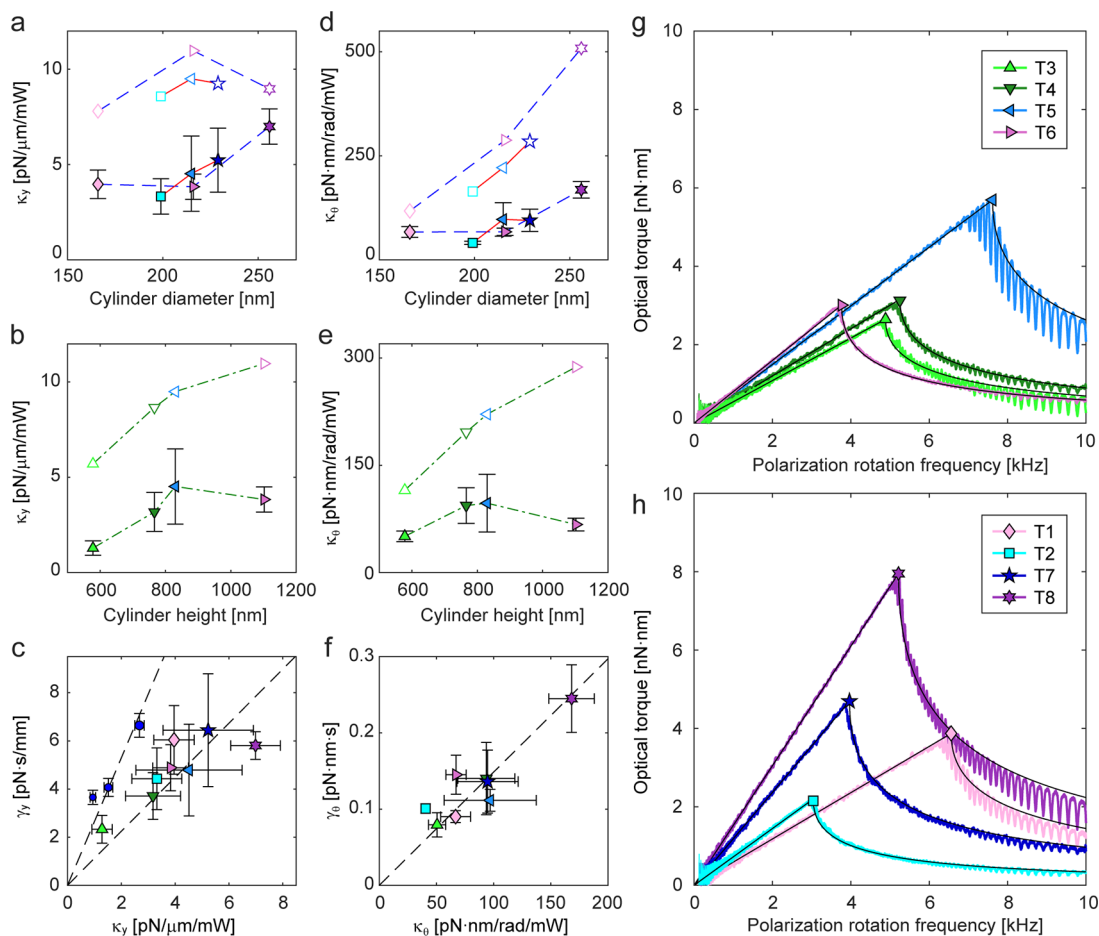 a
κy [pN/μm/mW]
10
5
0
150
200
250
Cylinder diameter [nm]
d
κθ [pN·nm/rad/mW]
500
250
0
150
200
250
Cylinder diameter [nm]
g
Optical torque [nN·nm]
10
8
6
4
2
0
0
2
4
6
8
10
Polarization rotation frequency [kHz]
T3
T4
T5
T6
b
κy [pN/μm/mW]
10
5
0
600
800
1000
1200
Cylinder height [nm]
e
κθ [pN·nm/rad/mW]
300
150
0
600
800
1000
1200
Cylinder height [nm]
h
Optical torque [nN·nm]
10
8
6
4
2
0
0
2
4
6
8
10
Polarization rotation frequency [kHz]
T1
T2
T7
T8
c
γy [pN·s/mm]
9
6
3
0
0
2
4
6
8
κy [pN/μm/mW]
f
γθ [pN·nm·s]
0.3
0.2
0.1
0
0
50
100
150
200
κθ [pN·nm/rad/mW]